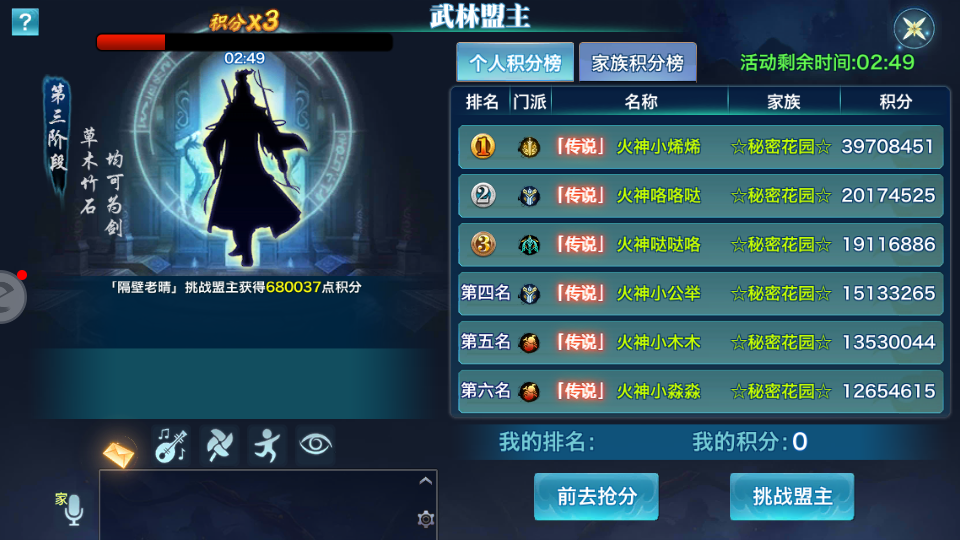 ?
积分x3
武林盟主
02:49
第三阶段
草木竹石
均可为剑
「隔壁老晴」挑战盟主获得680037点积分
个人积分榜 家族积分榜 活动剩余时间:02:49
排名 门派 名称 家族 积分
1 「传说」 火神小烯烯 ☆秘密花园☆ 39708451
2 「传说」 火神咯咯哒 ☆秘密花园☆ 20174525
3 「传说」 火神哒哒咯 ☆秘密花园☆ 19116886
第四名 「传说」 火神小公举 ☆秘密花园☆ 15133265
第五名 「传说」 火神小木木 ☆秘密花园☆ 13530044
第六名 「传说」 火神小淼淼 ☆秘密花园☆ 12654615
我的排名: 我的积分:0
前去抢分 挑战盟主
家